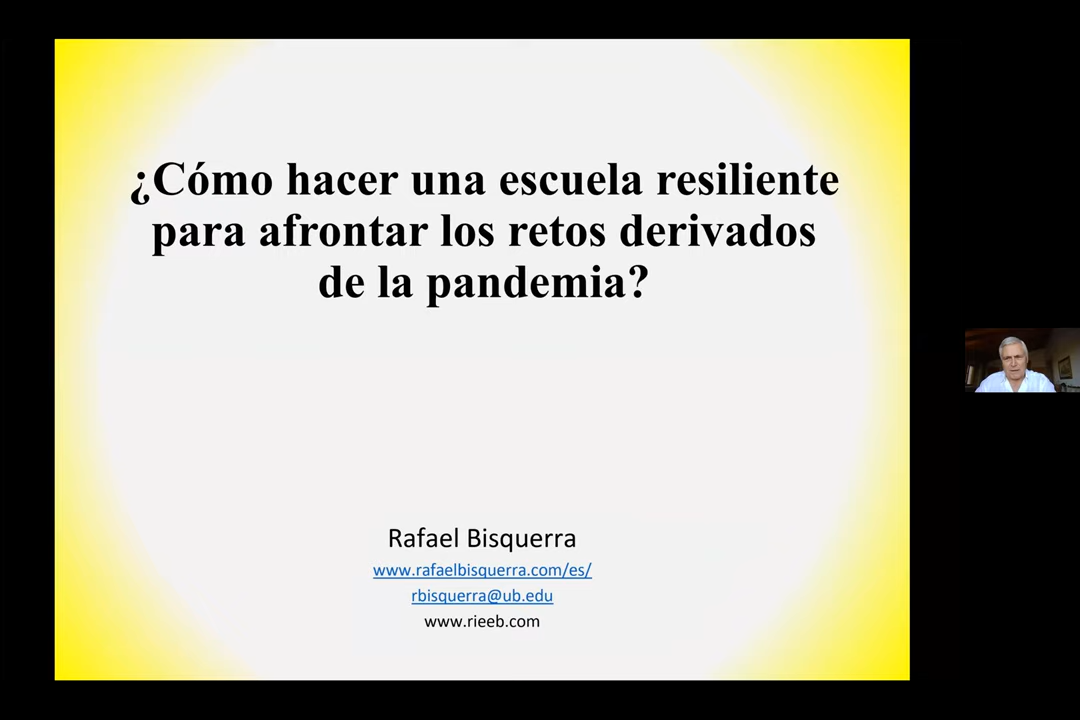 ¿Cómo hacer una escuela resiliente
para afrontar los retos derivados
de la pandemia?
Rafael Bisquerra
www.rafaelbisquerra.com/es/
rbisquerra@ub.edu
www.rieeb.com